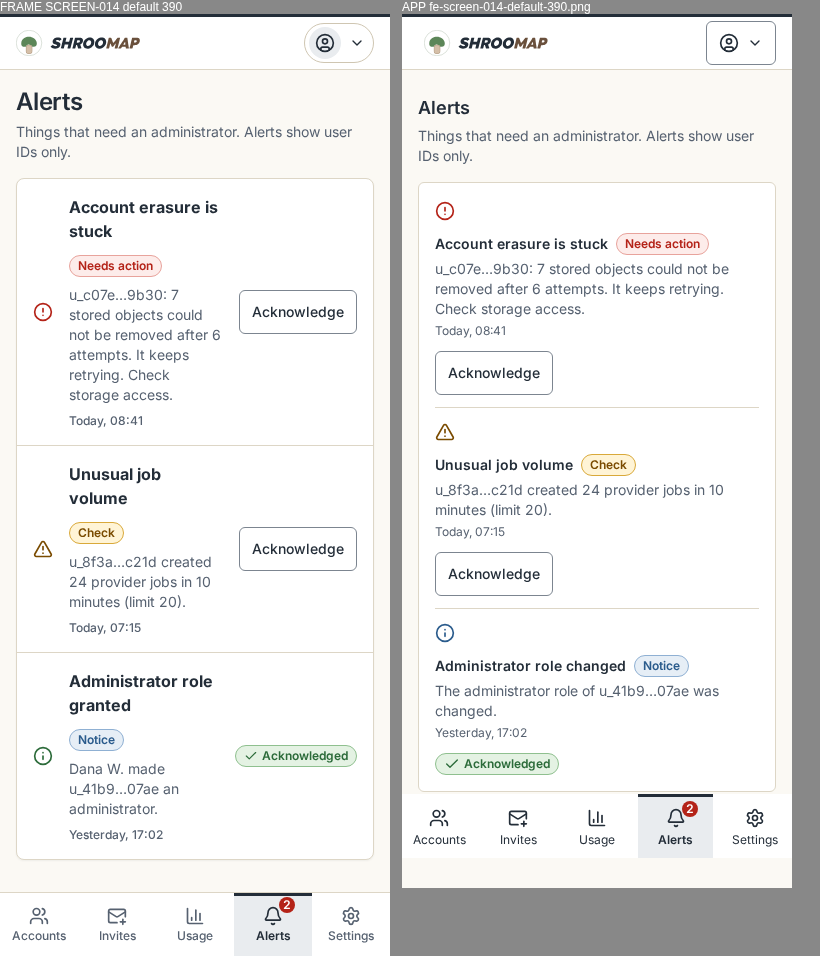 FRAME SCREEN-014 default 390
SHROOMAP
Alerts
Things that need an administrator. Alerts show user
IDs only.
Account erasure is
stuck
Needs action
u_c07e...9b30: 7
stored objects could
not be removed after 6
attempts. It keeps
retrying. Check
storage access.
Today, 08:41
Acknowledge
Unusual job
volume
Check
u_8f3a...c21d created
24 provider jobs in 10
minutes (limit 20).
Today, 07:15
Acknowledge
Administrator role
granted
Notice
Dana W. made
u_41b9...07ae an
administrator.
Yesterday, 17:02
Acknowledged
Accounts
Invites
Usage
2
Alerts
Settings
APP fe-screen-014-default-390.png
SHROOMAP
Alerts
Things that need an administrator. Alerts show user
IDs only.
Account erasure is stuck Needs action
u_c07e...9b30: 7 stored objects could not be
removed after 6 attempts. It keeps retrying.
Check storage access.
Today, 08:41
Acknowledge
Unusual job volume Check
u_8f3a...c21d created 24 provider jobs in 10
minutes (limit 20).
Today, 07:15
Acknowledge
Administrator role changed Notice
The administrator role of u_41b9...07ae was
changed.
Yesterday, 17:02
Acknowledged
Accounts
Invites
Usage
2
Alerts
Settings